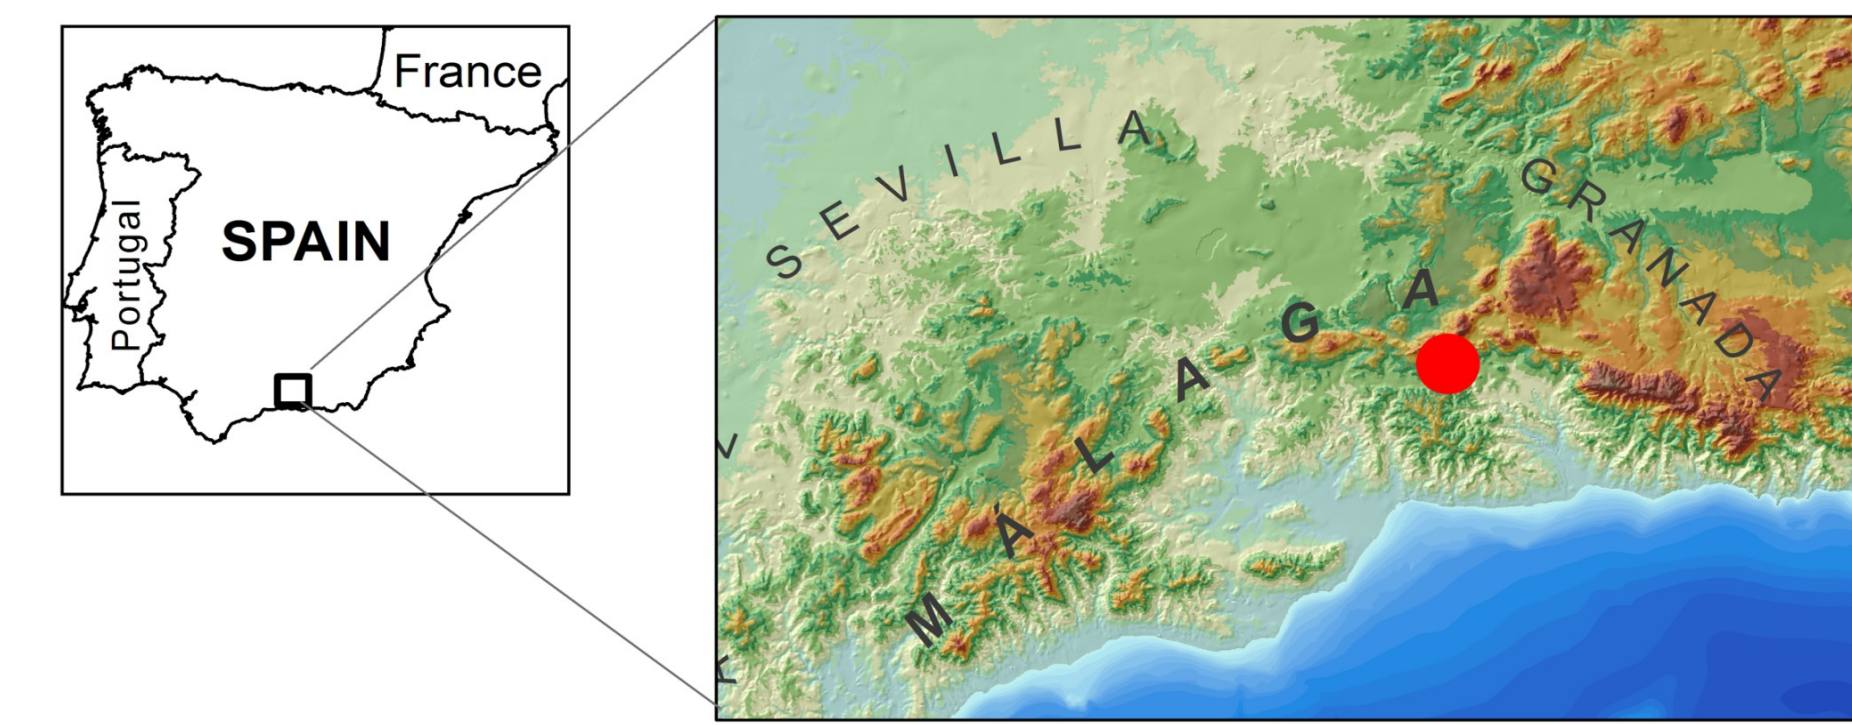 France
SPAIN
Portugal
SEVILLA
GRANADA
MÁLAGA
Z